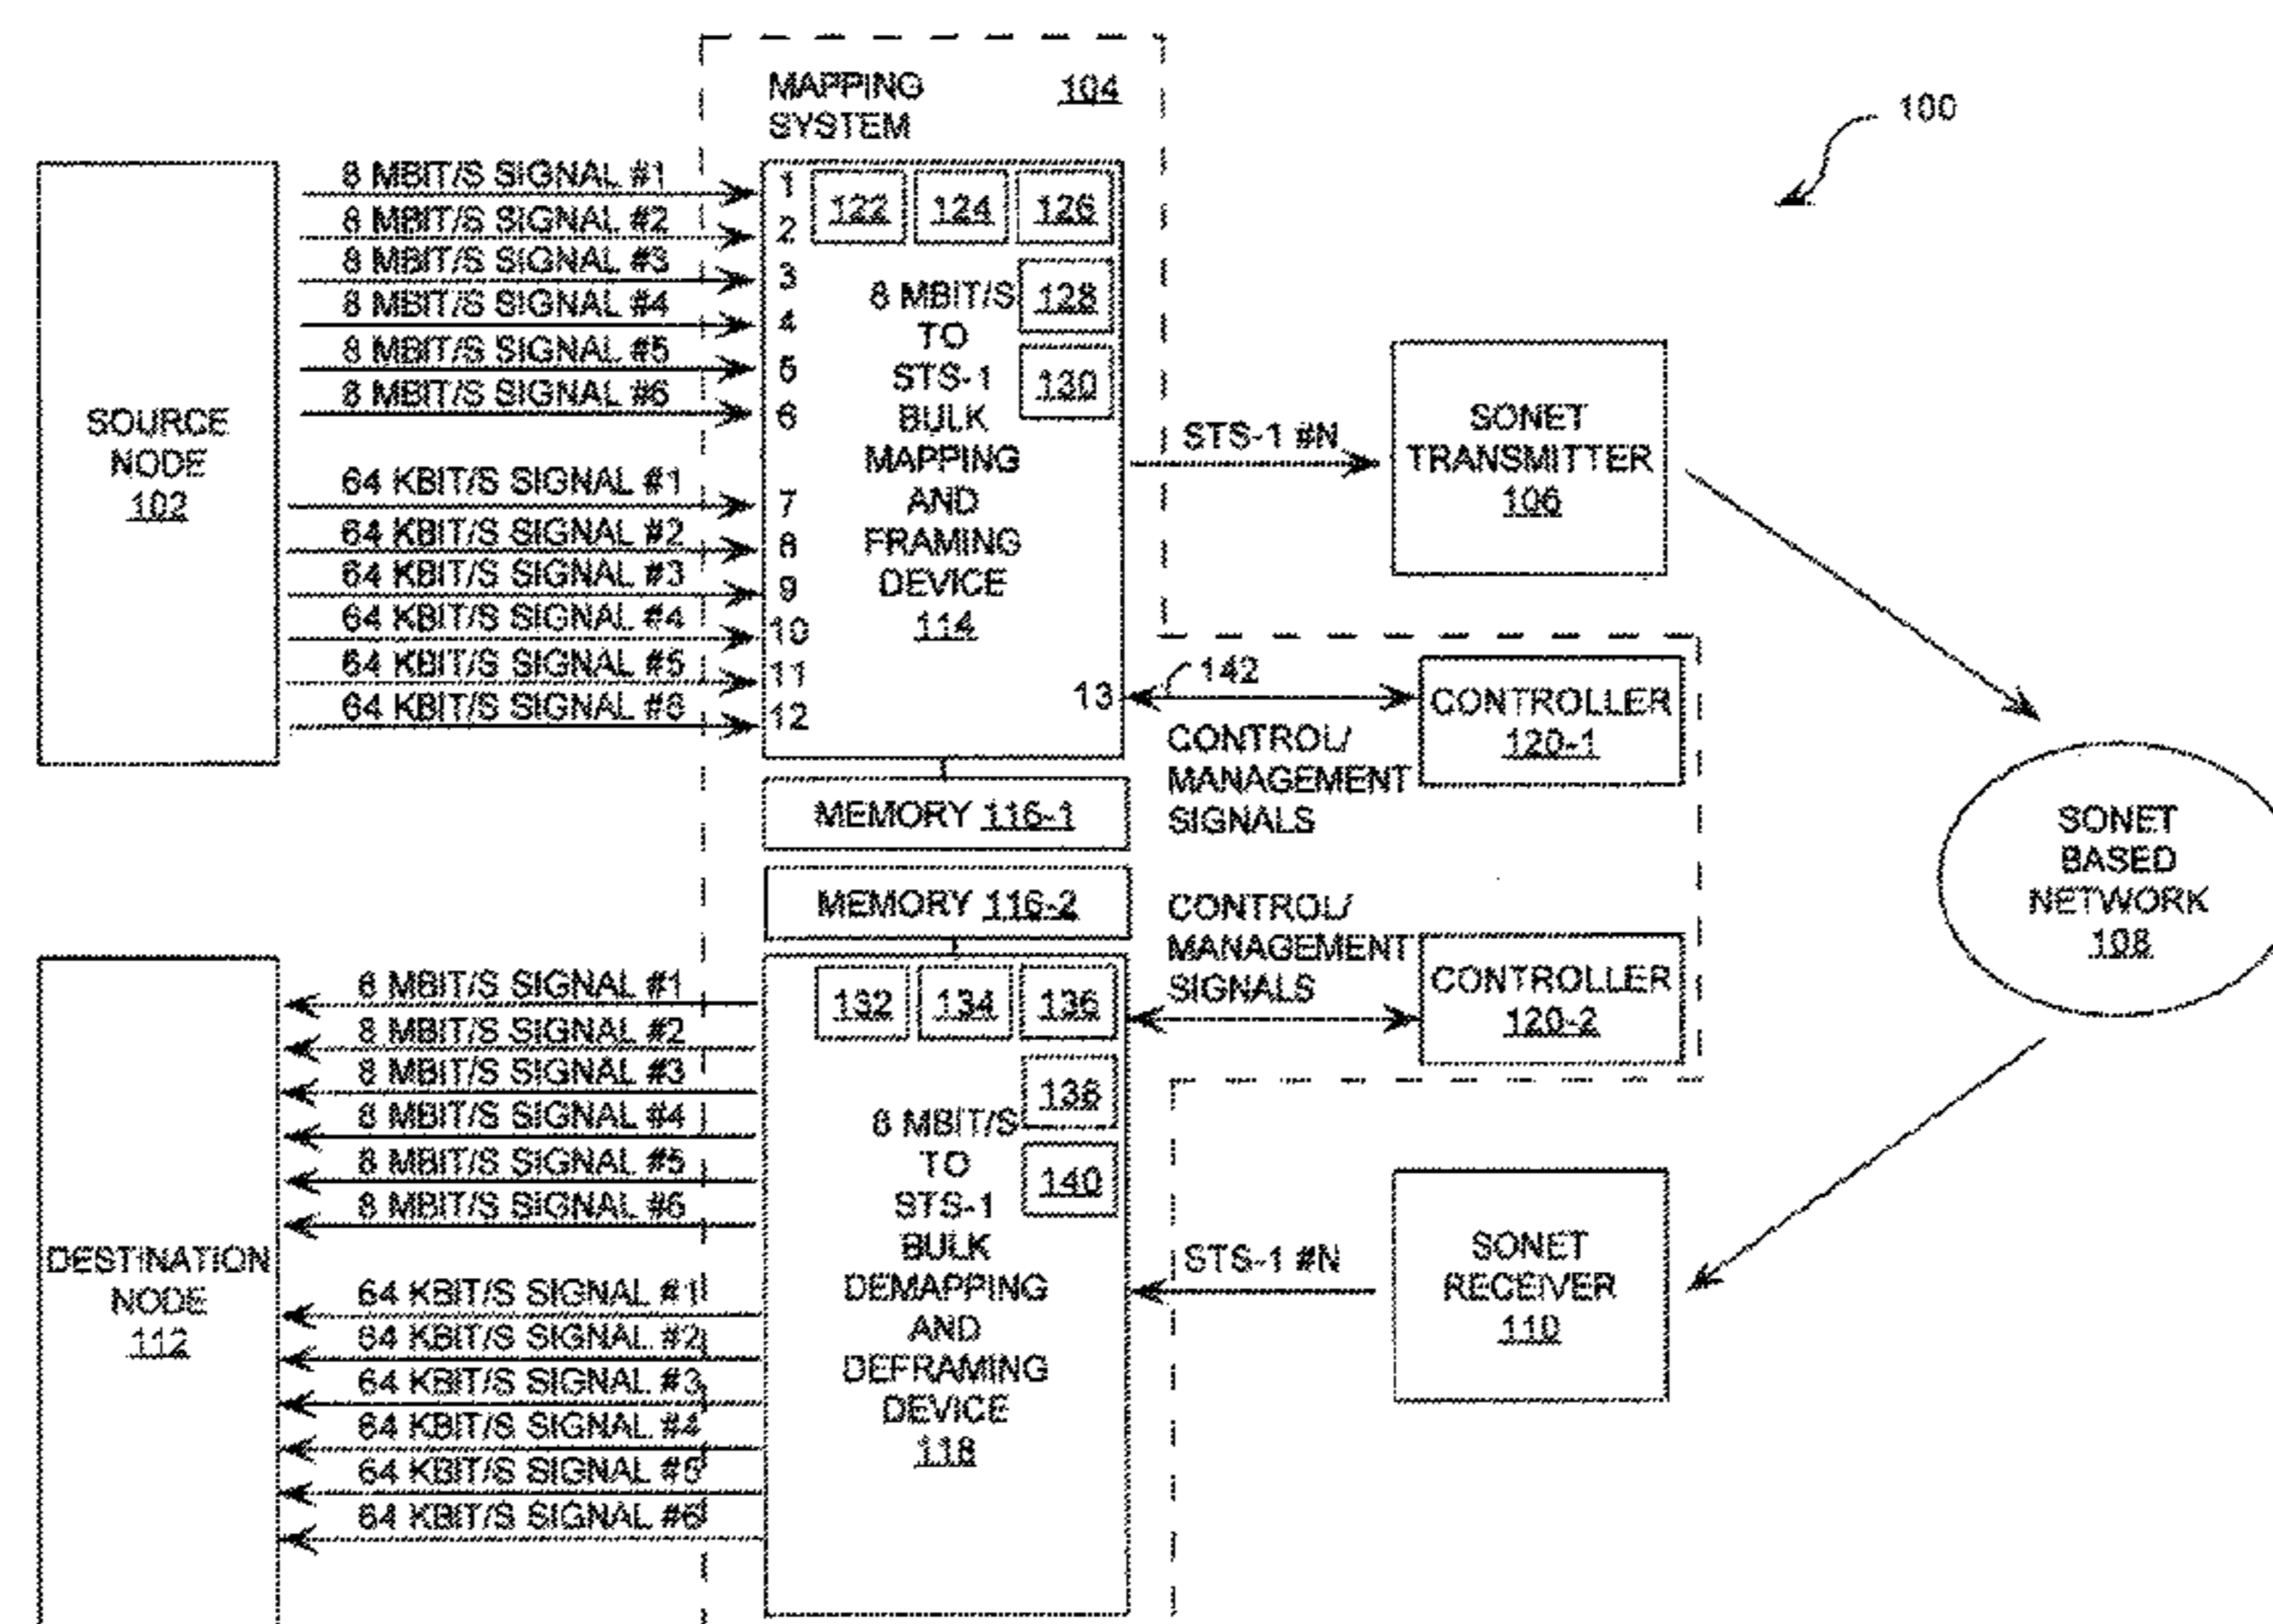 MAPPING
SYSTEM
104
100
SOURCE
NODE
102
8 MBIT/S SIGNAL #1
8 MBIT/S SIGNAL #2
8 MBIT/S SIGNAL #3
8 MBIT/S SIGNAL #4
8 MBIT/S SIGNAL #5
8 MBIT/S SIGNAL #6
64 KBIT/S SIGNAL #1
64 KBIT/S SIGNAL #2
64 KBIT/S SIGNAL #3
64 KBIT/S SIGNAL #4
64 KBIT/S SIGNAL #5
64 KBIT/S SIGNAL #6
1
2
3
4
5
6
7
8
9
10
11
12
122
124
126
128
130
8 MBIT/S
TO
STS-1
BULK
MAPPING
AND
FRAMING
DEVICE
114
13
STS-1 #N
SONET
TRANSMITTER
106
142
CONTROL/
MANAGEMENT
SIGNALS
CONTROLLER
120-1
MEMORY 116-1
MEMORY 116-2
CONTROL/
MANAGEMENT
SIGNALS
CONTROLLER
120-2
SONET
BASED
NETWORK
108
DESTINATION
NODE
112
8 MBIT/S SIGNAL #1
8 MBIT/S SIGNAL #2
8 MBIT/S SIGNAL #3
8 MBIT/S SIGNAL #4
8 MBIT/S SIGNAL #5
8 MBIT/S SIGNAL #6
64 KBIT/S SIGNAL #1
64 KBIT/S SIGNAL #2
64 KBIT/S SIGNAL #3
64 KBIT/S SIGNAL #4
64 KBIT/S SIGNAL #5
64 KBIT/S SIGNAL #6
132
134
136
138
140
8 MBIT/S
TO
STS-1
BULK
DEMAPPING
AND
DEFRAMING
DEVICE
118
STS-1 #N
SONET
RECEIVER
110